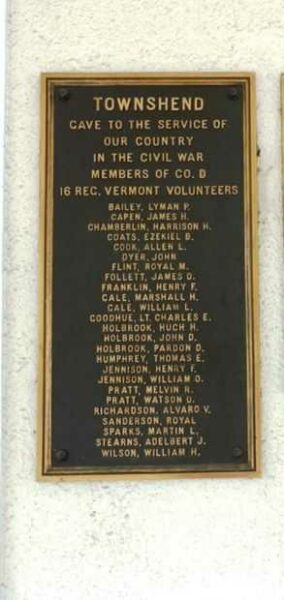 TOWNSHEND
GAVE TO THE SERVICE OF
OUR COUNTRY
IN THE CIVIL WAR
MEMBERS OF CO. D
16 REG. VERMONT VOLUNTEERS
BAILEY, LYMAN P.
CAPEN, JAMES H.
CHAMBERLIN, HARRISON H.
COATS, EZEKIEL B.
COOK, ALLEN L.
DYER, JOHN
FLINT, ROYAL M.
FOLLETT, JAMES D.
FRANKLIN, HENRY F.
GALE, MARSHALL H.
GALE, WILLIAM L.
GOODHUE, LT. CHARLES E.
HOLBROOK, HUGH H.
HOLBROOK, JOHN D.
HOLBROOK, PARDON D.
HUMPHREY, THOMAS E.
JENNISON, HENRY F.
JENNISON, WILLIAM O.
PRATT, MELVIN R.
PRATT, WATSON O.
RICHARDSON, ALVARO V.
SANDERSON, ROYAL
SPARKS, MARTIN L.
STEARNS, ADELBERT J.
WILSON, WILLIAM H.